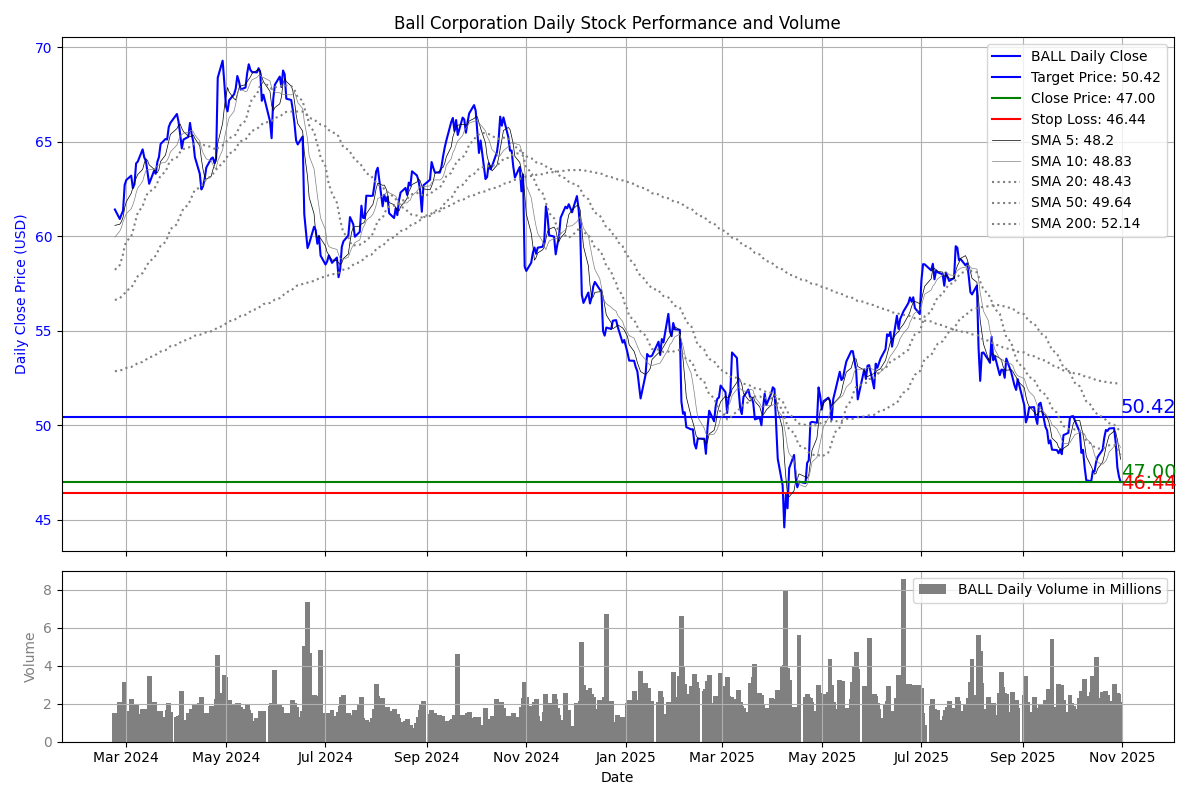 Ball Corporation Daily Stock Performance and Volume
Daily Close Price (USD)
70
65
60
55
50
45
BALL Daily Close
Target Price: 50.42
Close Price: 47.00
Stop Loss: 46.44
SMA 5: 48.2
SMA 10: 48.83
SMA 20: 48.43
SMA 50: 49.64
SMA 200: 52.14
50.42
47.00
46.44
Volume
8
6
4
2
0
BALL Daily Volume in Millions
Mar 2024 May 2024 Jul 2024 Sep 2024 Nov 2024 Jan 2025 Mar 2025 May 2025 Jul 2025 Sep 2025 Nov 2025
Date